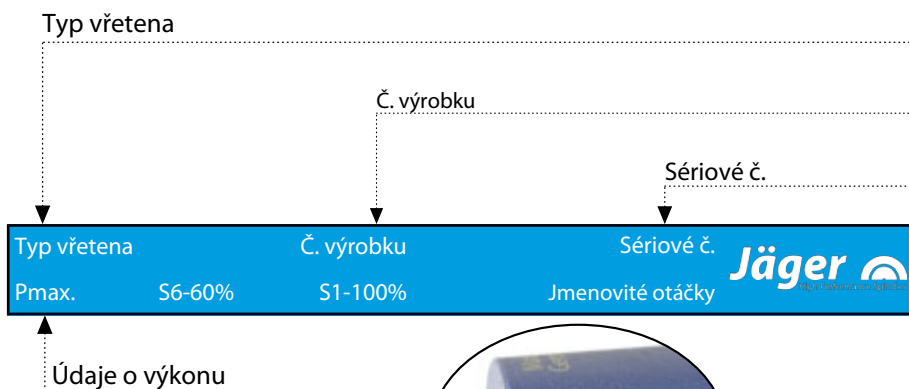 Typ vřetena
Č. výrobku
Sériové č.
Typ vřetena Č. výrobku Sériové č.
Jäger
Pmax. S6-60% S1-100% Jmenovité otáčky
Údaje o výkonu